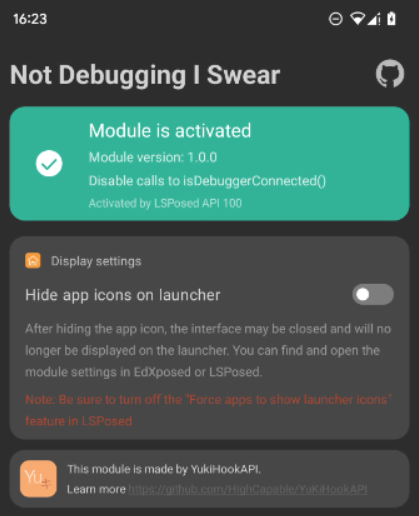 16:23
Not Debugging I Swear
Module is activated
Module version: 1.0.0
Disable calls to isDebuggerConnected()
Activated by LSPosed API 100
Display settings
Hide app icons on launcher
After hiding the app icon, the interface may be closed and will no
longer be displayed on the launcher. You can find and open the
module settings in EdXposed or LSPosed.
Note: Be sure to turn off the "Force apps to show launcher icons"
feature in LSPosed
Yuキ
This module is made by YukiHookAPI.
Learn more https://github.com/HighCapable/YuKiHookAPI